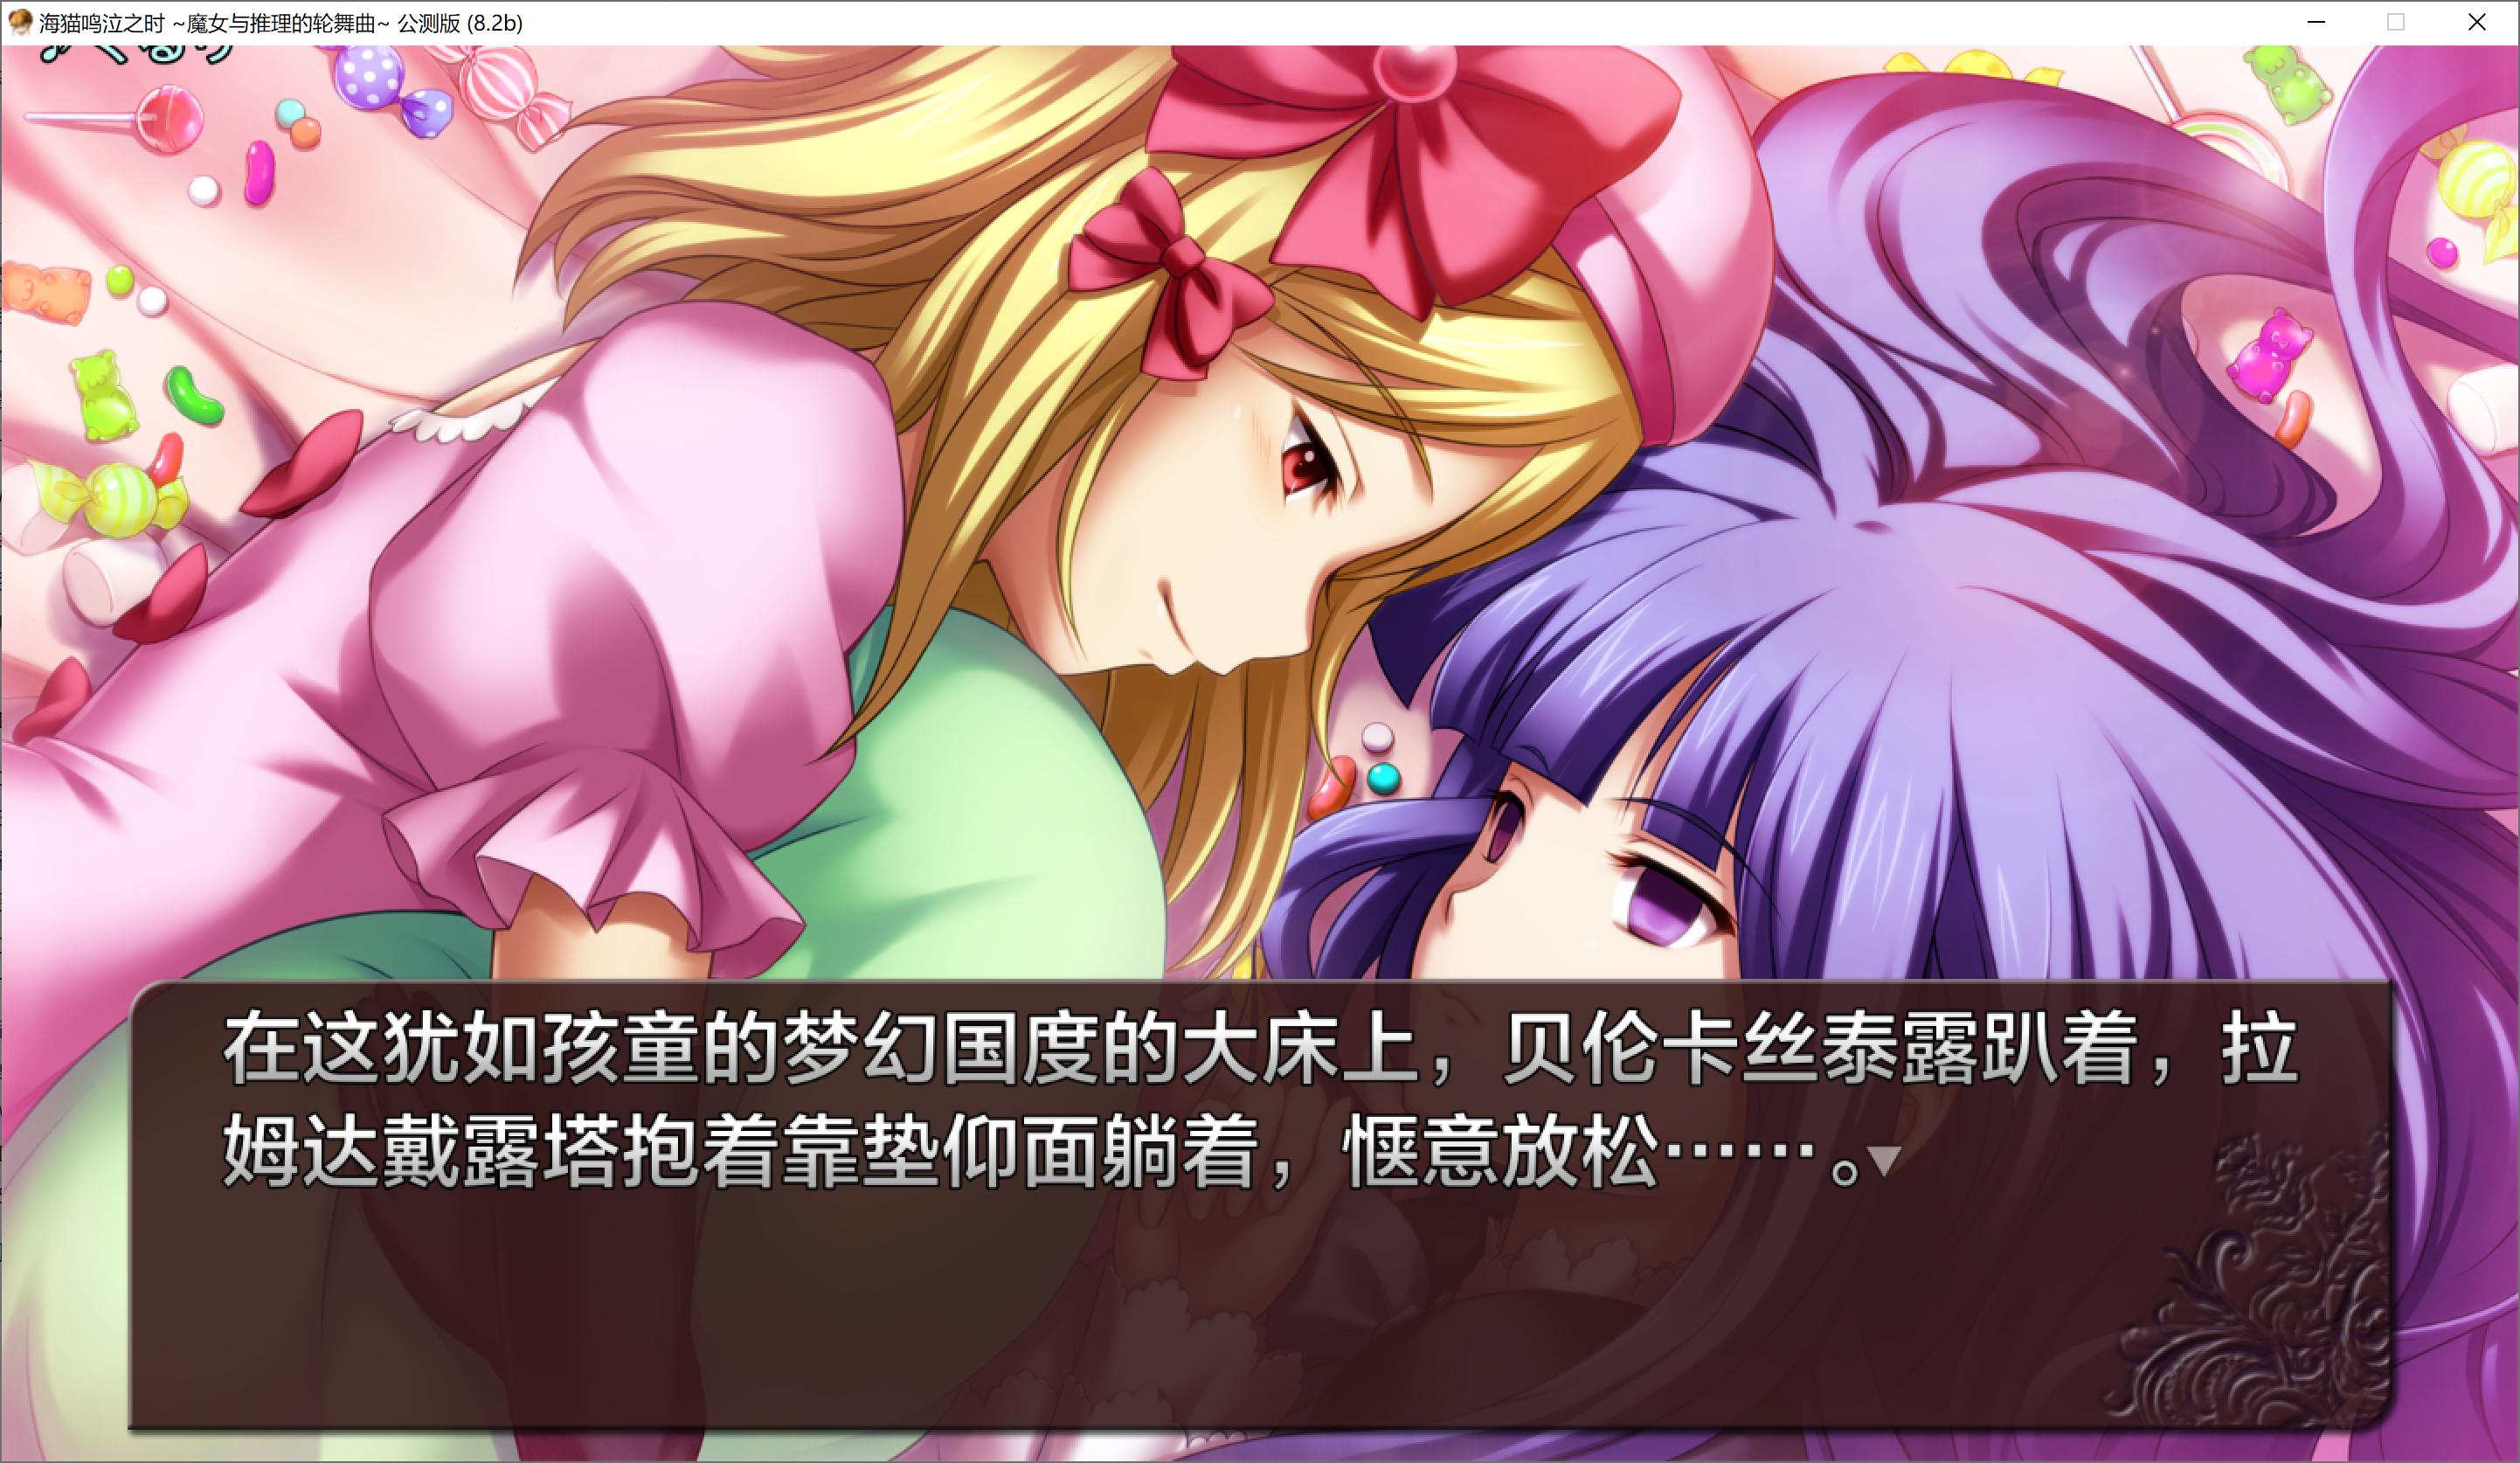 海猫鸣泣之时 ~魔女与推理的轮舞曲~ 公测版 (8.2b)
在这犹如孩童的梦幻国度的大床上，贝伦卡丝泰露趴着，拉
姆达戴露塔抱着靠垫仰面躺着，惬意放松……。